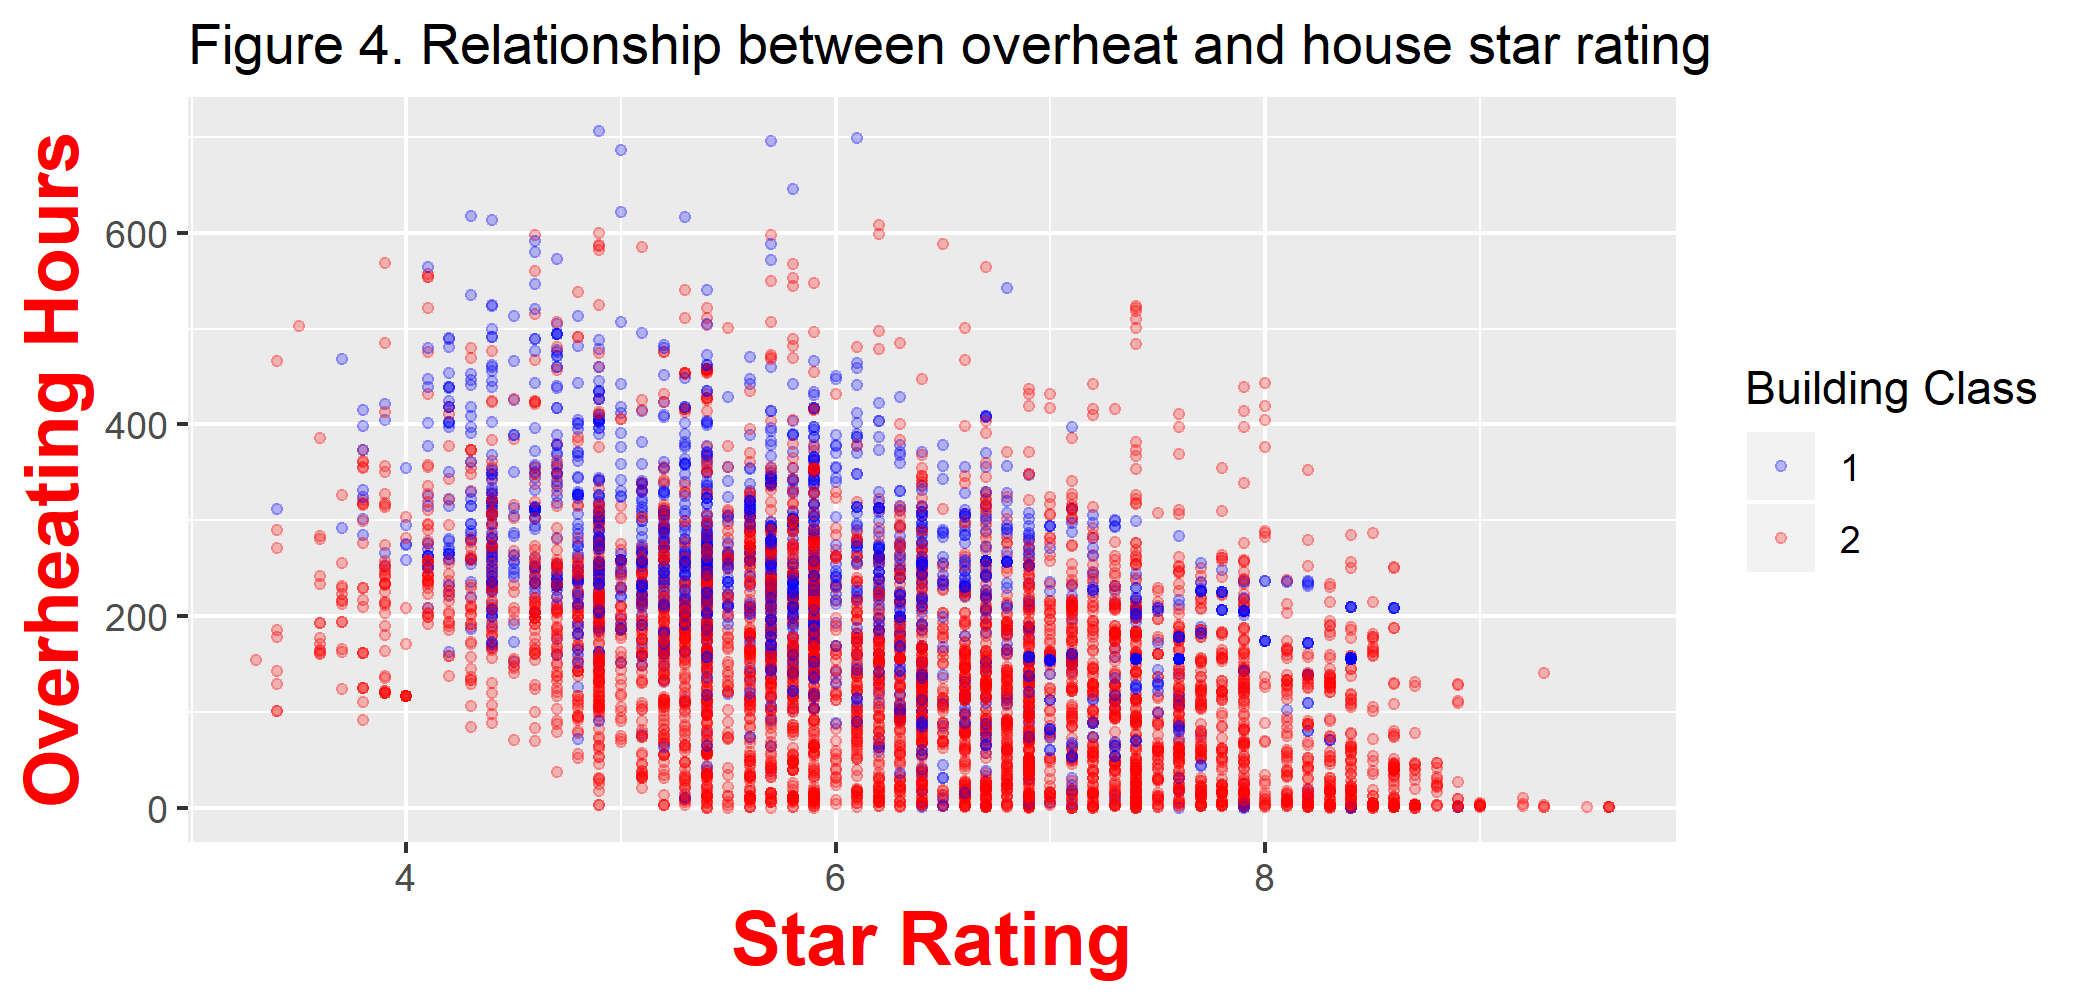 Figure 4. Relationship between overheat and house star rating
Overheating Hours
600
400
200
0
4 6 8
Star Rating
Building Class
1
2